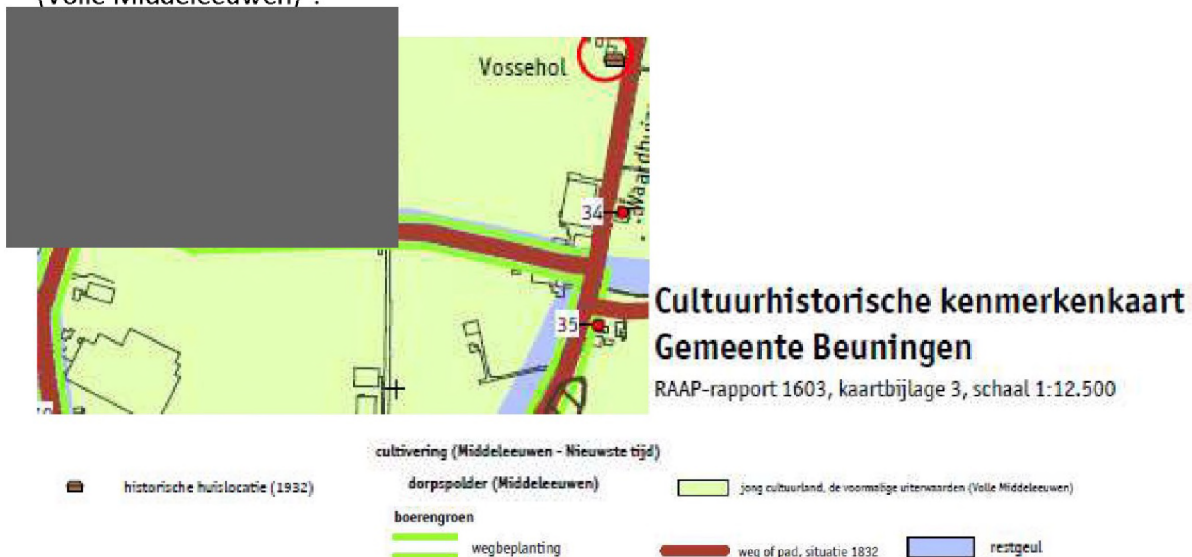 (Volle Middeleeuwen)".
Vossehol
34
35
Cultuurhistorische kenmerkenkaart
Gemeente Beuningen
RAAP-rapport 1603, kaartbijlage 3, schaal 1:12.500
cultivering (Middeleeuwen - Nieuwste tijd)
historische huislocatie (1932)
dorpspolder (Middeleeuwen)
jong cultuurland, de voormalige uiterwaarden (Volle Middeleeuwen)
boerengroen
wegbeplanting
weg of pad, situatie 1832
restgeul